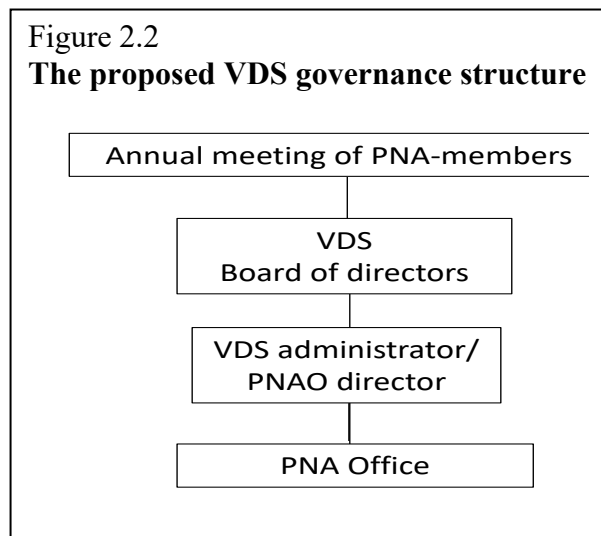 Figure 2.2
The proposed VDS governance structure
Annual meeting of PNA-members
VDS
Board of directors
VDS administrator/
PNAO director
PNA Office